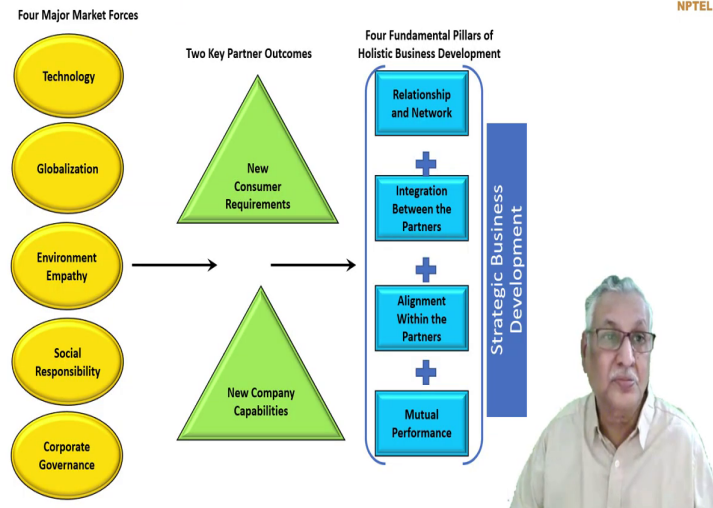 NPTEL
Four Major Market Forces
Technology
Globalization
Environment
Empathy
Social
Responsibility
Corporate
Governance
Two Key Partner Outcomes
New
Consumer
Requirements
New Company
Capabilities
Four Fundamental Pillars of
Holistic Business Development
Relationship
and Network
Integration
Between the
Partners
Alignment
Within the
Partners
Mutual
Performance
Strategic Business
Development